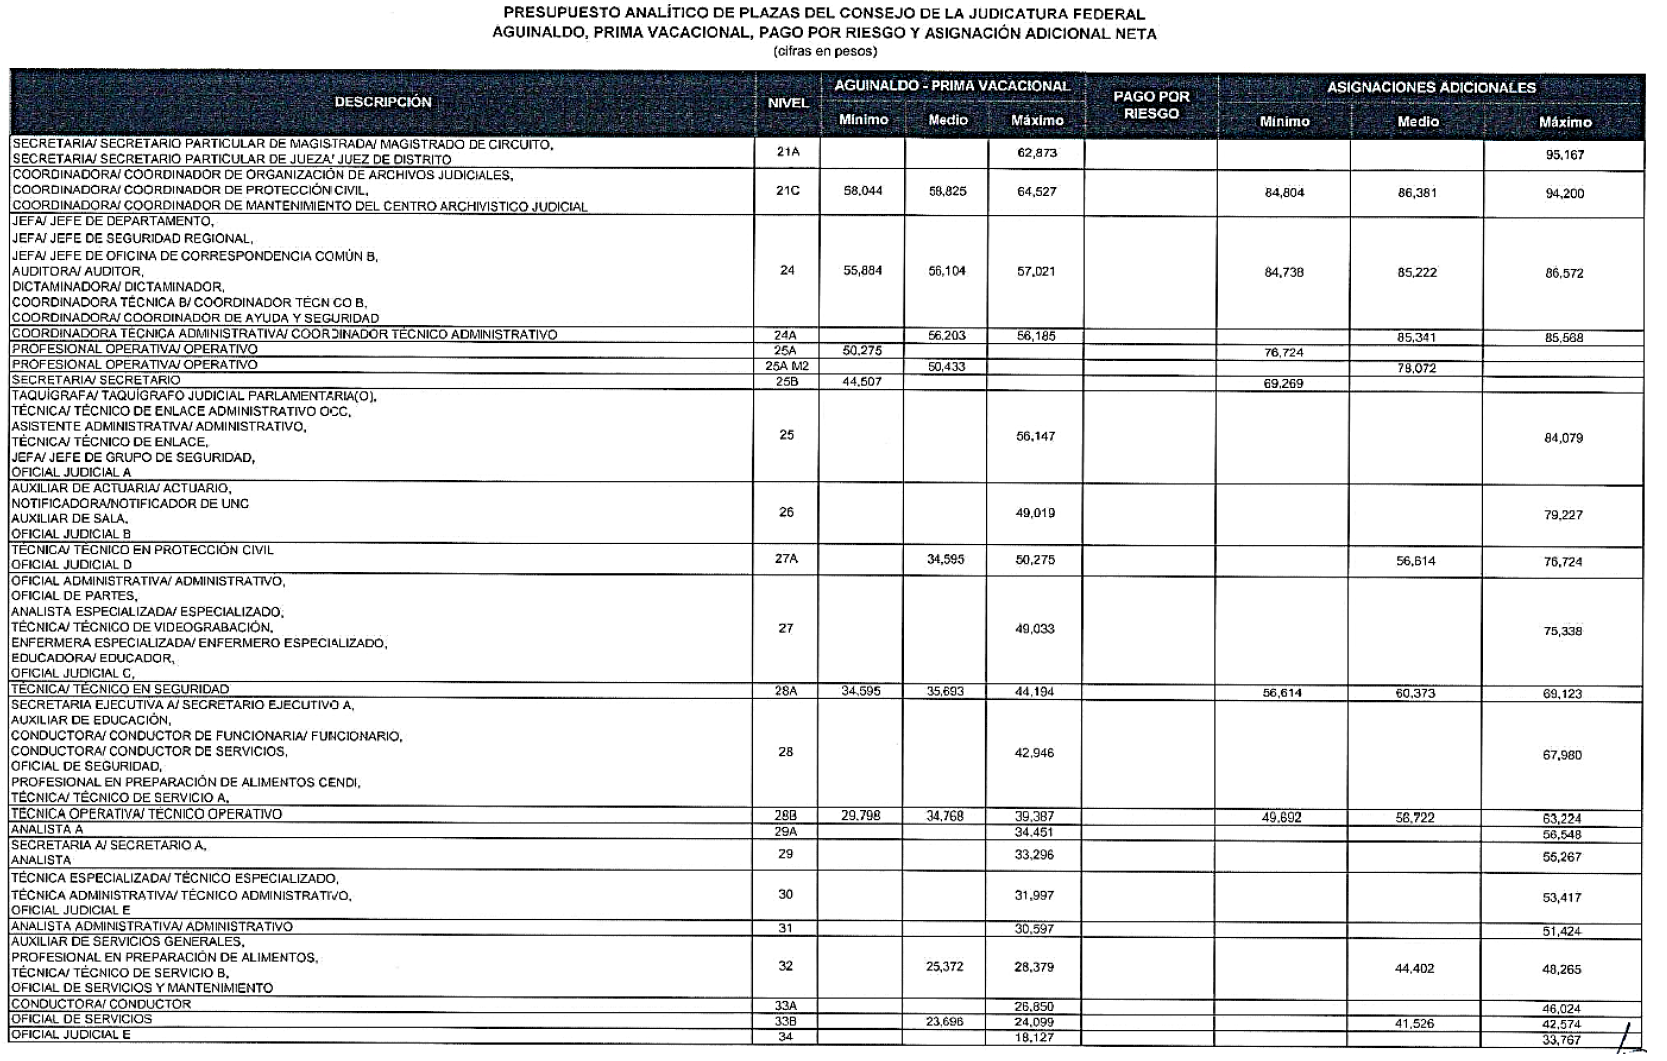 PRESUPUESTO ANALÍTICO DE PLAZAS DEL CONSEJO DE LA JUDICATURA FEDERAL
AGUINALDO, PRIMA VACACIONAL, PAGO POR RIESGO Y ASIGNACIÓN ADICIONAL NETA
(cifras en pesos)
DESCRIPCIÓN NIVEL AGUINALDO - PRIMA VACACIONAL PAGO POR RIESGO ASIGNACIONES ADICIONALES
Mínimo Medio Máximo Mínimo Medio Máximo
SECRETARIA/ SECRETARIO PARTICULAR DE MAGISTRADA/ MAGISTRADO DE CIRCUITO,
SECRETARIA/ SECRETARIO PARTICULAR DE JUEZA/ JUEZ DE DISTRITO
21A 62,873 95,167
COORDINADORA/ COORDINADOR DE ORGANIZACIÓN DE ARCHIVOS JUDICIALES,
COORDINADORA/ COORDINADOR DE PROTECCIÓN CIVIL,
COORDINADORA/ COORDINADOR DE MANTENIMIENTO DEL CENTRO ARCHIVISTICO JUDICIAL
21C 58,044 58,825 64,527 84,804 86,381 94,200
JEFA/ JEFE DE DEPARTAMENTO,
JEFA/ JEFE DE SEGURIDAD REGIONAL,
JEFA/ JEFE DE OFICINA DE CORRESPONDENCIA COMÚN B,
AUDITORA/ AUDITOR,
DICTAMINADORA/ DICTAMINADOR,
COORDINADORA TÉCNICA B/ COORDINADOR TÉCN CO B,
COORDINADORA/ COORDINADOR DE AYUDA Y SEGURIDAD
24 55,884 56,104 57,021 84,738 85,222 86,572
COORDINADORA TÉCNICA ADMINISTRATIVA/ COORDINADOR TÉCNICO ADMINISTRATIVO 24A 56,203 56,185 85,341 85,568
PROFESIONAL OPERATIVA/ OPERATIVO 25A 50,275 76,724
PROFESIONAL OPERATIVA/ OPERATIVO 25A M2 50,433 78,072
SECRETARIA/ SECRETARIO 25B 44,507 69,269
TAQUÍGRAFA/ TAQUÍGRAFO JUDICIAL PARLAMENTARIA(O),
TÉCNICA/ TÉCNICO DE ENLACE ADMINISTRATIVO OCC,
ASISTENTE ADMINISTRATIVA/ ADMINISTRATIVO,
TÉCNICA/ TÉCNICO DE ENLACE,
JEFA/ JEFE DE GRUPO DE SEGURIDAD,
OFICIAL JUDICIAL A
25 56,147 84,079
AUXILIAR DE ACTUARIA/ ACTUARIO,
NOTIFICADORA/NOTIFICADOR DE UNC
AUXILIAR DE SALA,
OFICIAL JUDICIAL B
26 49,019 79,227
TÉCNICA/ TÉCNICO EN PROTECCIÓN CIVIL
OFICIAL JUDICIAL D
27A 34,595 50,275 56,614 76,724
OFICIAL ADMINISTRATIVA/ ADMINISTRATIVO,
OFICIAL DE PARTES,
ANALISTA ESPECIALIZADA/ ESPECIALIZADO,
TÉCNICA/ TÉCNICO DE VIDEOGRABACIÓN,
ENFERMERA ESPECIALIZADA/ ENFERMERO ESPECIALIZADO,
EDUCADORA/ EDUCADOR,
OFICIAL JUDICIAL C,
27 49,033 75,338
TÉCNICA/ TÉCNICO EN SEGURIDAD 28A 34,595 35,693 44,194 56,614 60,373 69,123
SECRETARIA EJECUTIVA A/ SECRETARIO EJECUTIVO A,
AUXILIAR DE EDUCACIÓN,
CONDUCTORA/ CONDUCTOR DE FUNCIONARIA/ FUNCIONARIO,
CONDUCTORA/ CONDUCTOR DE SERVICIOS,
OFICIAL DE SEGURIDAD,
PROFESIONAL EN PREPARACIÓN DE ALIMENTOS CENDI,
TÉCNICA/ TÉCNICO DE SERVICIO A,
28 42,946 67,980
TÉCNICA OPERATIVA/ TÉCNICO OPERATIVO 28B 29,798 34,768 39,387 49,692 56,722 63,224
ANALISTA A 29A 34,451 56,548
SECRETARIA A/ SECRETARIO A,
ANALISTA
29 33,296 55,267
TÉCNICA ESPECIALIZADA/ TÉCNICO ESPECIALIZADO,
TÉCNICA ADMINISTRATIVA/ TÉCNICO ADMINISTRATIVO,
OFICIAL JUDICIAL E
30 31,997 53,417
ANALISTA ADMINISTRATIVA/ ADMINISTRATIVO 31 30,597 51,424
AUXILIAR DE SERVICIOS GENERALES,
PROFESIONAL EN PREPARACIÓN DE ALIMENTOS,
TÉCNICA/ TÉCNICO DE SERVICIO B,
OFICIAL DE SERVICIOS Y MANTENIMIENTO
32 25,372 28,379 44,402 48,265
CONDUCTORA/ CONDUCTOR 33A 26,850 46,024
OFICIAL DE SERVICIOS 33B 23,696 24,099 41,526 42,574
OFICIAL JUDICIAL E 34 18,127 33,767